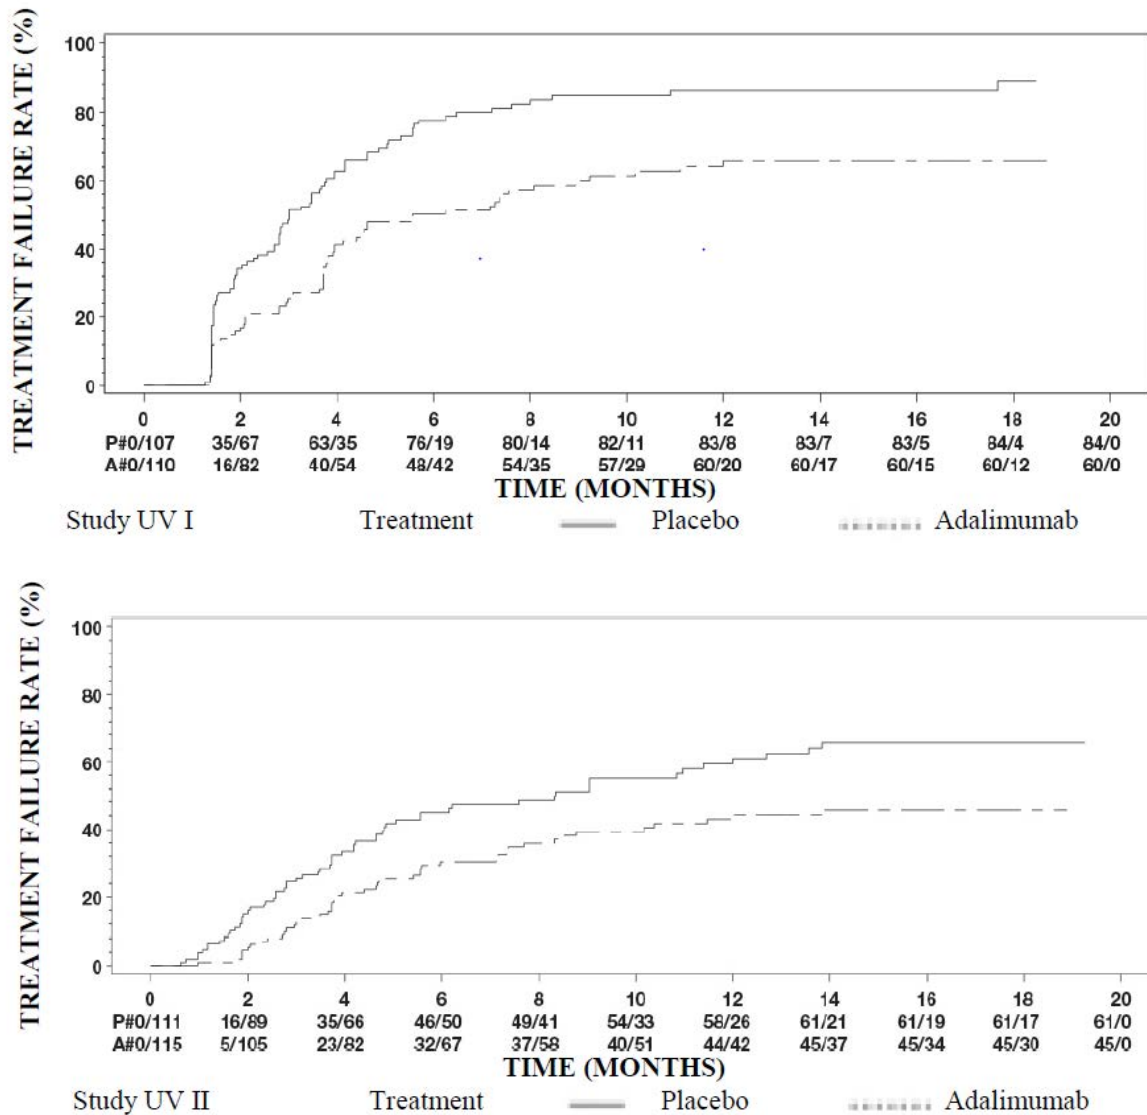 TREATMENT FAILURE RATE (%)
100
80
60
40
20
0
0 2 4 6 8 10 12 14 16 18 20
P#0/107 35/67 63/35 76/19 80/14 82/11 83/8 83/7 83/5 84/4 84/0
A#0/110 16/82 40/54 48/42 54/35 57/29 60/20 60/17 60/15 60/12 60/0
TIME (MONTHS)
Study UV I Treatment Placebo Adalimumab
TREATMENT FAILURE RATE (%)
100
80
60
40
20
0
0 2 4 6 8 10 12 14 16 18 20
P#0/111 16/89 35/66 46/50 49/41 54/33 58/26 61/21 61/19 61/17 61/0
A#0/115 5/105 23/82 32/67 37/58 40/51 44/42 45/37 45/34 45/30 45/0
TIME (MONTHS)
Study UV II Treatment Placebo Adalimumab